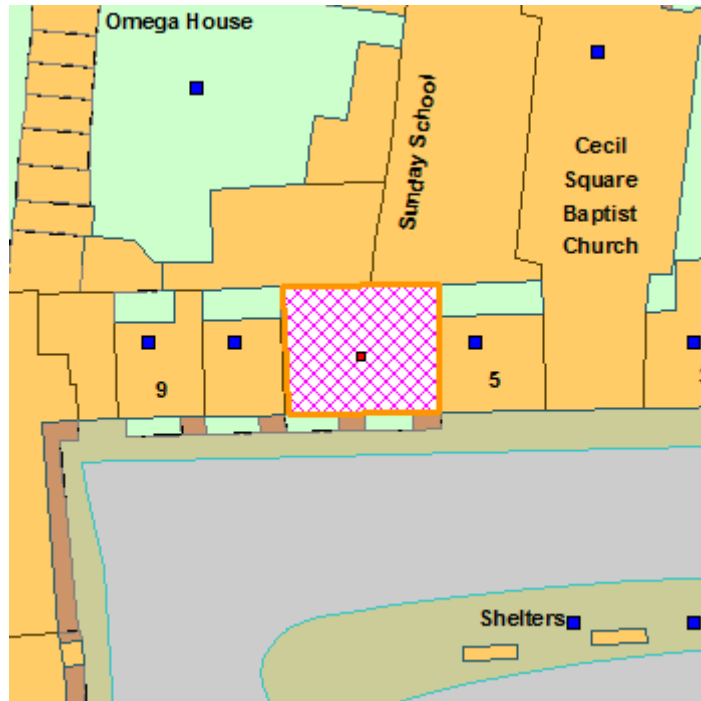 Omega House
Sunday School
Cecil
Square
Baptist
Church
9
5
Shelters